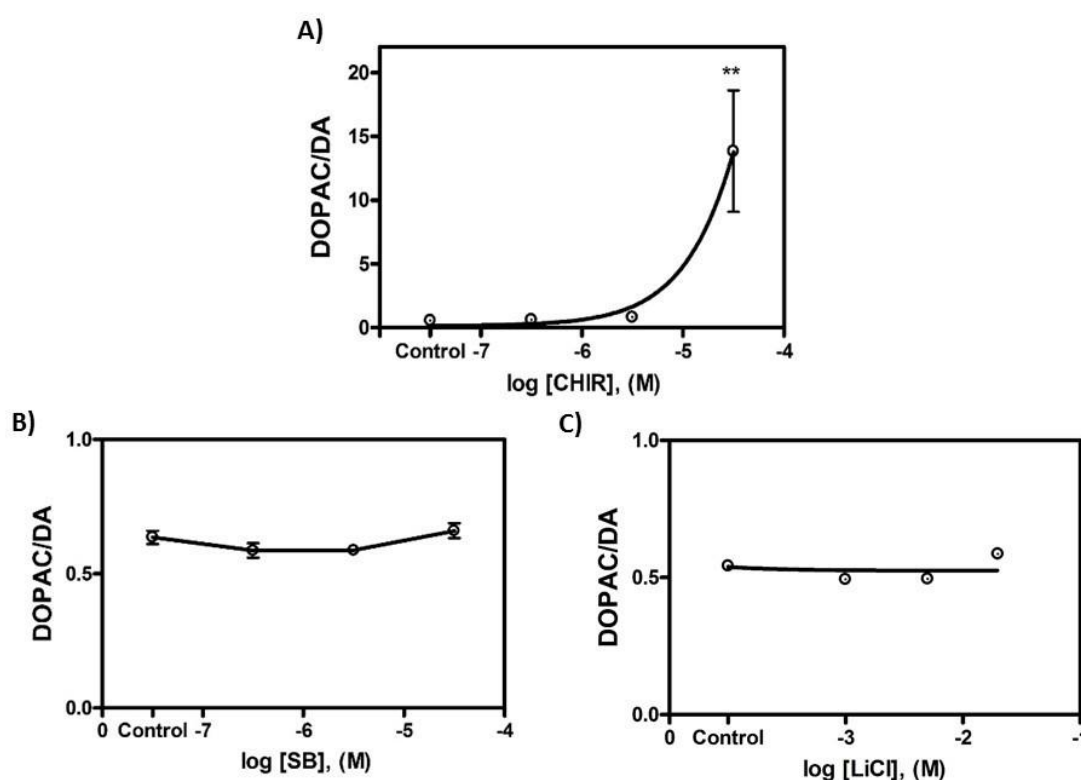 A)
DOPAC/DA
20
15
10
5
0
**
Control -7 -6 -5 -4
log [CHIR], (M)
B)
DOPAC/DA
1.0
0.5
0.0
0 Control -7 -6 -5 -4
log [SB], (M)
C)
DOPAC/DA
1.0
0.5
0.0
0 Control -3 -2 -1
log [LiCl], (M)